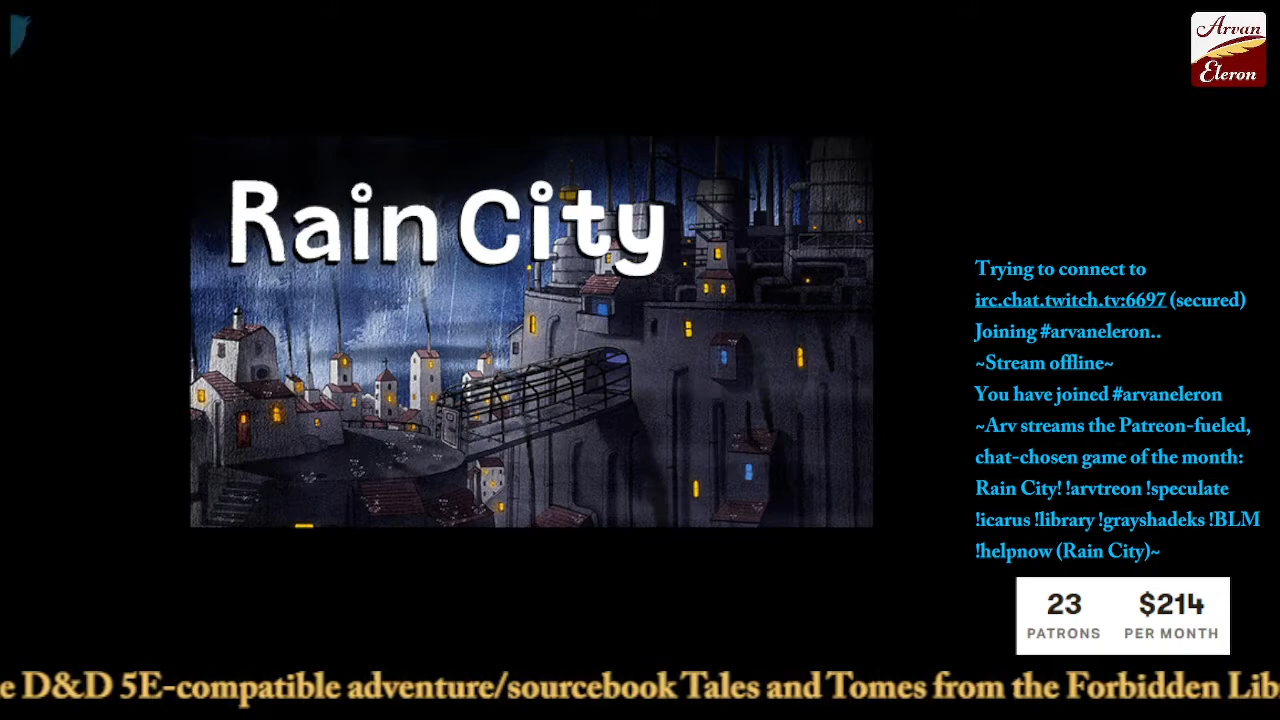 Arvan
Eleron
Rain City
Trying to connect to
irc.chat.twitch.tv:6697 (secured)
Joining #arvaneleron..
~Stream offline~
You have joined #arvaneleron
~Arv streams the Patreon-fueled,
chat-chosen game of the month:
Rain City! !arvtreon !speculate
!icarus !library !grayshadeks !BLM
!helpnow (Rain City)~
23 $214
PATRONS PER MONTH
e D&D 5E-compatible adventure/sourcebook Tales and Tomes from the Forbidden Lib